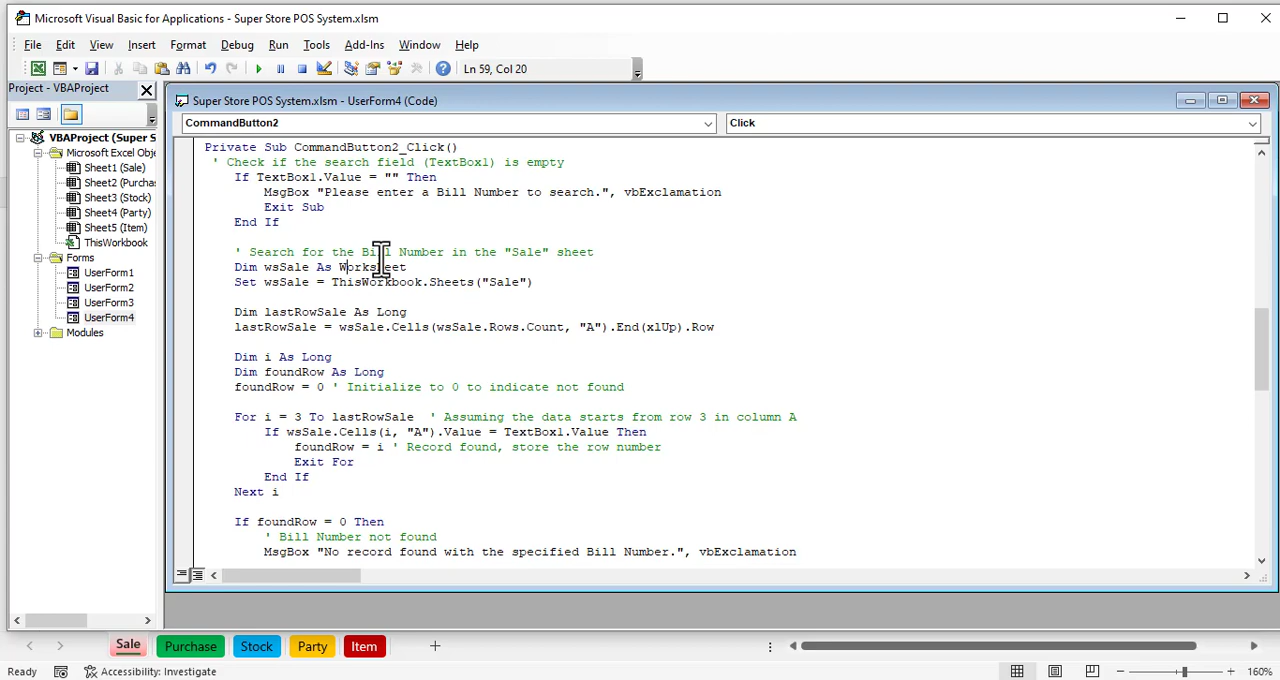 Microsoft Visual Basic for Applications - Super Store POS System.xlsm
File Edit View Insert Format Debug Run Tools Add-Ins Window Help
Ln 59, Col 20
Project - VBAProject
VBAProject (Super S
Microsoft Excel Obje
Sheet1 (Sale)
Sheet2 (Purcha
Sheet3 (Stock)
Sheet4 (Party)
Sheet5 (Item)
ThisWorkbook
Forms
UserForm1
UserForm2
UserForm3
UserForm4
Modules
Super Store POS System.xlsm - UserForm4 (Code)
CommandButton2 Click
Private Sub CommandButton2_Click()
' Check if the search field (TextBox1) is empty
If TextBox1.Value = "" Then
MsgBox "Please enter a Bill Number to search.", vbExclamation
Exit Sub
End If
' Search for the Bill Number in the "Sale" sheet
Dim wsSale As Worksheet
Set wsSale = ThisWorkbook.Sheets("Sale")
Dim lastRowSale As Long
lastRowSale = wsSale.Cells(wsSale.Rows.Count, "A").End(xlUp).Row
Dim i As Long
Dim foundRow As Long
foundRow = 0 ' Initialize to 0 to indicate not found
For i = 3 To lastRowSale ' Assuming the data starts from row 3 in column A
If wsSale.Cells(i, "A").Value = TextBox1.Value Then
foundRow = i ' Record found, store the row number
Exit For
End If
Next i
If foundRow = 0 Then
' Bill Number not found
MsgBox "No record found with the specified Bill Number.", vbExclamation
Sale Purchase Stock Party Item
Ready Accessibility: Investigate 160%